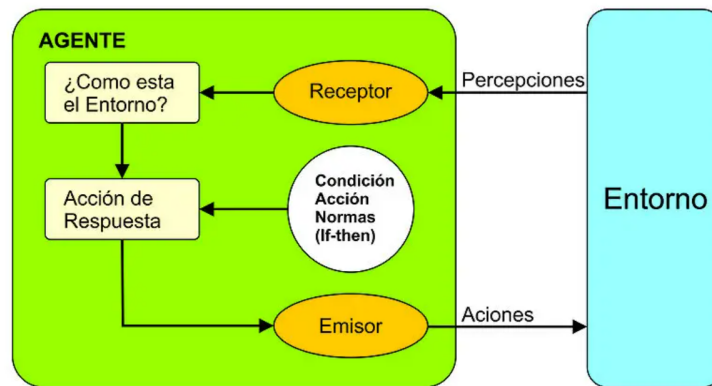 AGENTE
¿Como esta
el Entorno?
Receptor
Percepciones
Condición
Acción
Normas
(If-then)
Acción de
Respuesta
Entorno
Emisor
Aciones